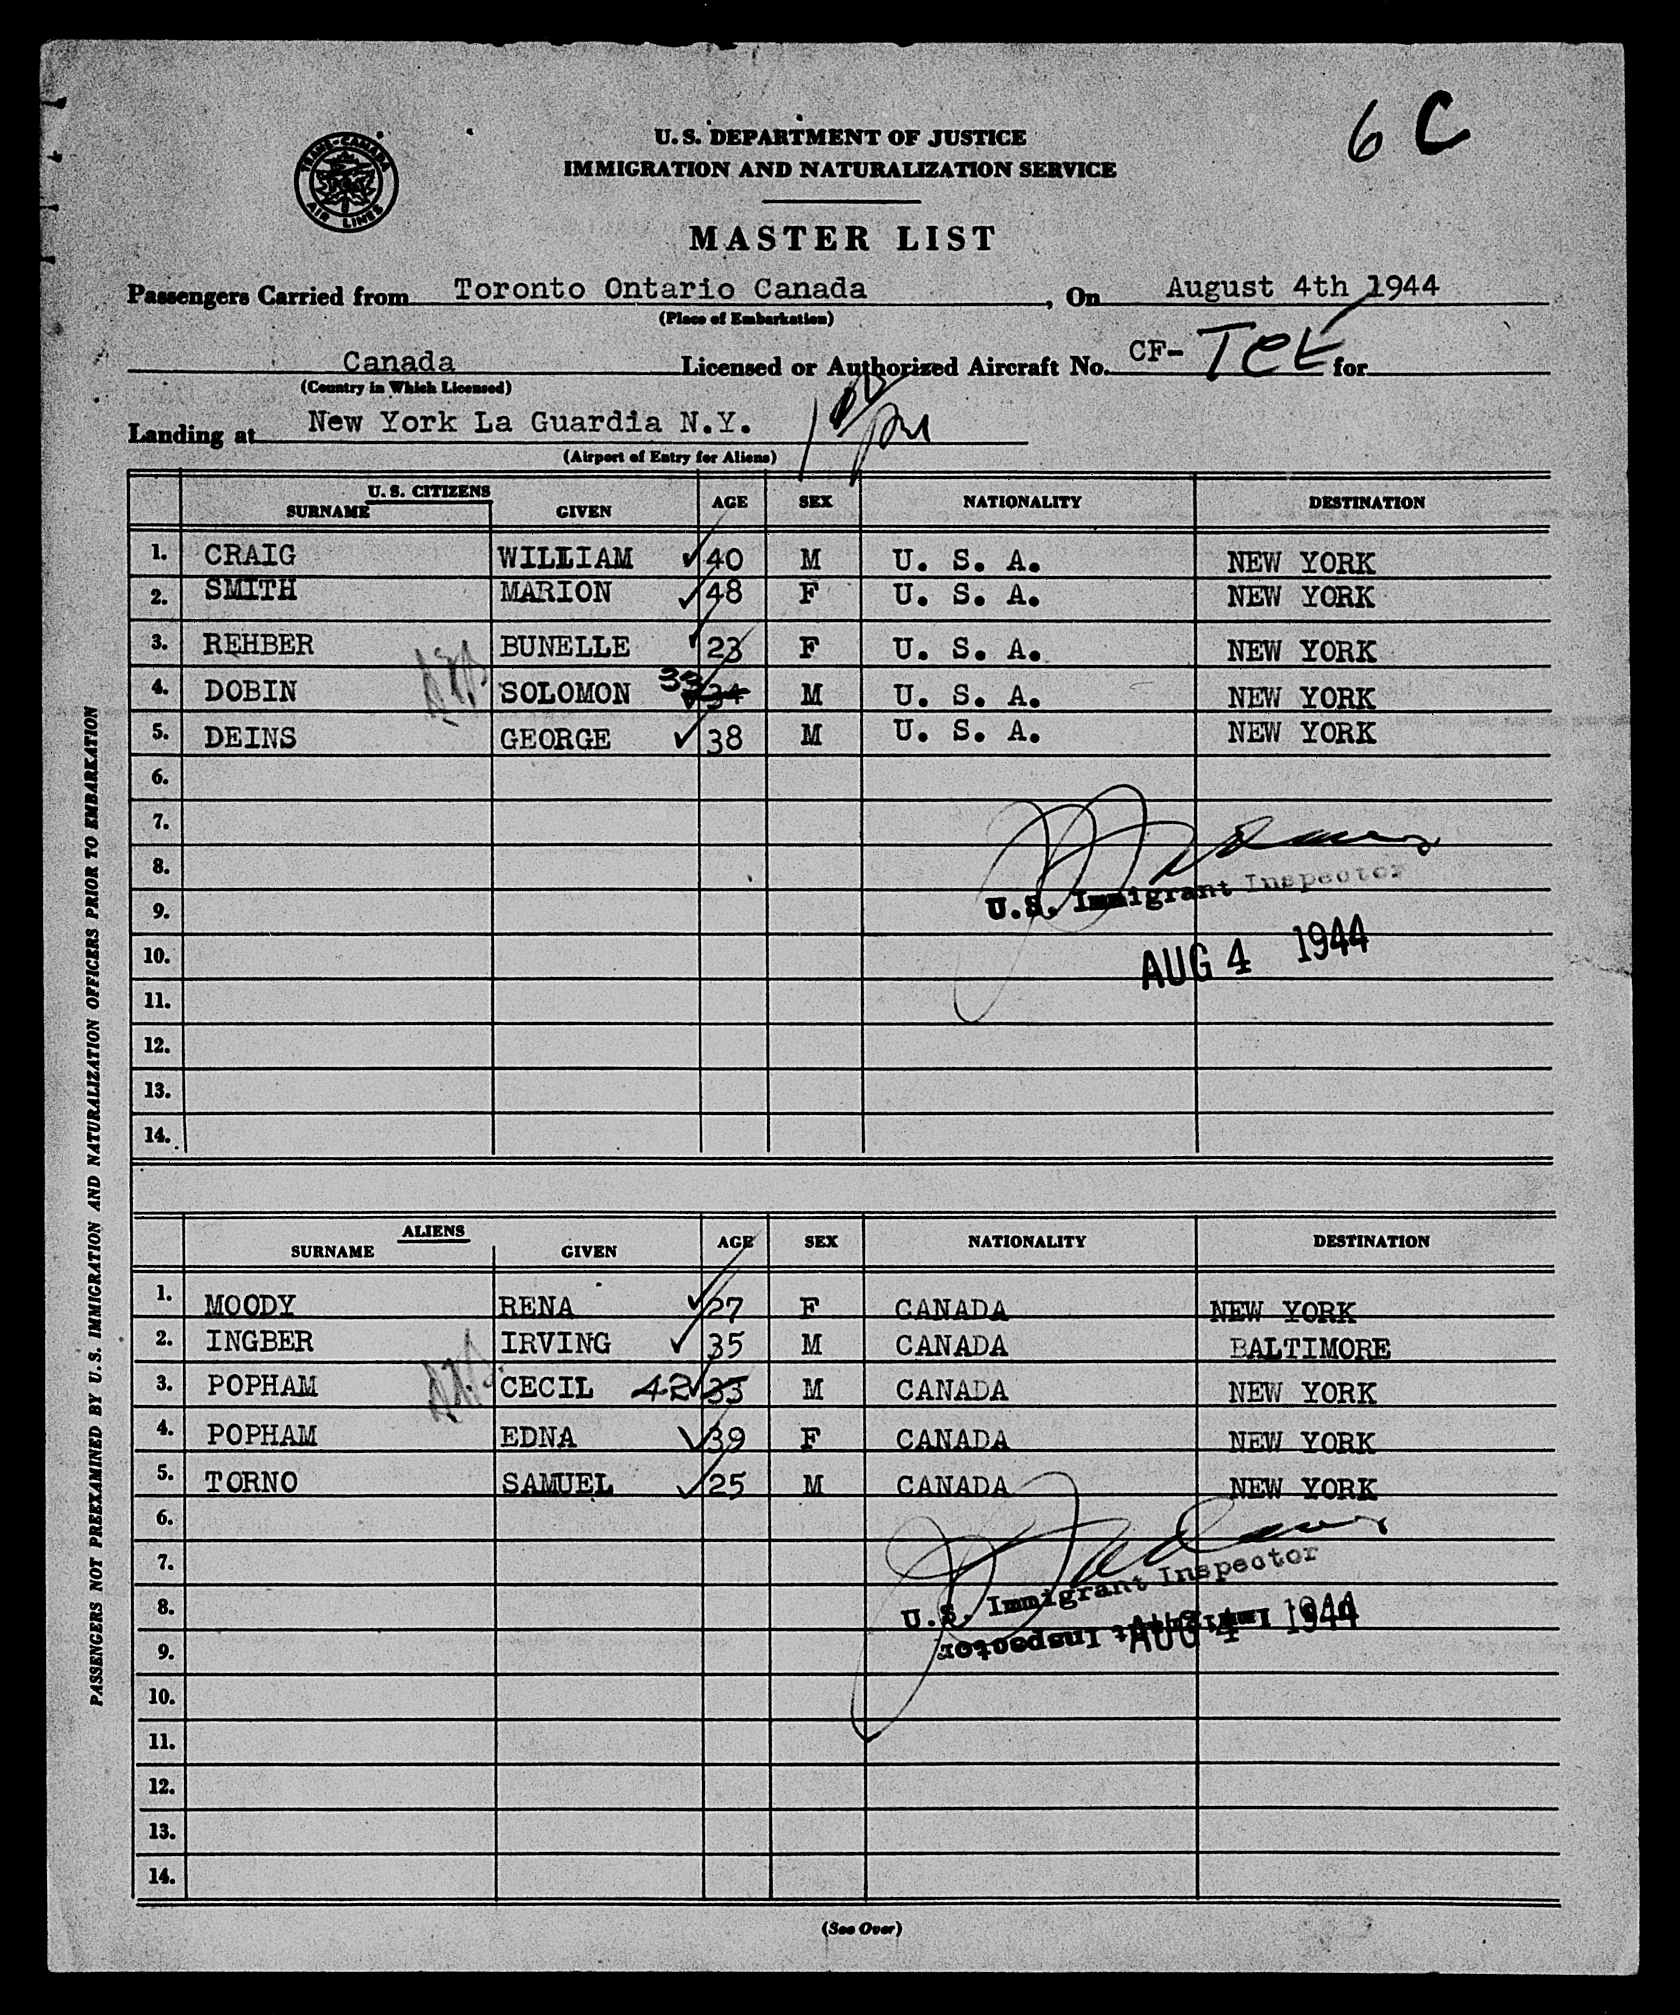 6 C
TRANS-CANADA AIR LINES
U. S. DEPARTMENT OF JUSTICE
IMMIGRATION AND NATURALIZATION SERVICE
MASTER LIST
Passengers Carried from Toronto Ontario Canada, On August 4th 1944
(Place of Embarkation)
Canada Licensed or Authorized Aircraft No. CF- for
(Country in Which Licensed)
Landing at New York La Guardia N.Y.
(Airport of Entry for Aliens)
U. S. CITIZENS
SURNAME GIVEN AGE SEX NATIONALITY DESTINATION
1. CRAIG WILLIAM 40 M U. S. A. NEW YORK
2. SMITH MARION 48 F U. S. A. NEW YORK
3. REHBER BUNELLE 23 F U. S. A. NEW YORK
4. DOBIN SOLOMON 33 34 M U. S. A. NEW YORK
5. DEINS GEORGE 38 M U. S. A. NEW YORK
6.
7.
8.
9.
10.
11.
12.
13.
14.
U.S. Immigrant Inspector
AUG 4 1944
ALIENS
SURNAME GIVEN AGE SEX NATIONALITY DESTINATION
1. MOODY RENA 27 F CANADA NEW YORK
2. INGBER IRVING 35 M CANADA BALTIMORE
3. POPHAM CECIL 42 33 M CANADA NEW YORK
4. POPHAM EDNA 39 F CANADA NEW YORK
5. TORNO SAMUEL 25 M CANADA NEW YORK
6.
7.
8.
9.
10.
11.
12.
13.
14.
U.S. Immigrant Inspector
AUG 4 1944
U.S. Immigrant Inspector
(See Over)
PASSENGERS NOT PREEXAMINED BY U.S. IMMIGRATION AND NATURALIZATION OFFICERS PRIOR TO EMBARKATION